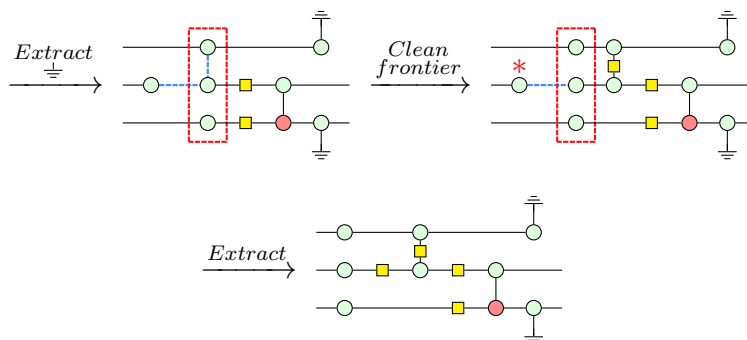 Extract
⏚
Clean
frontier
*
Extract